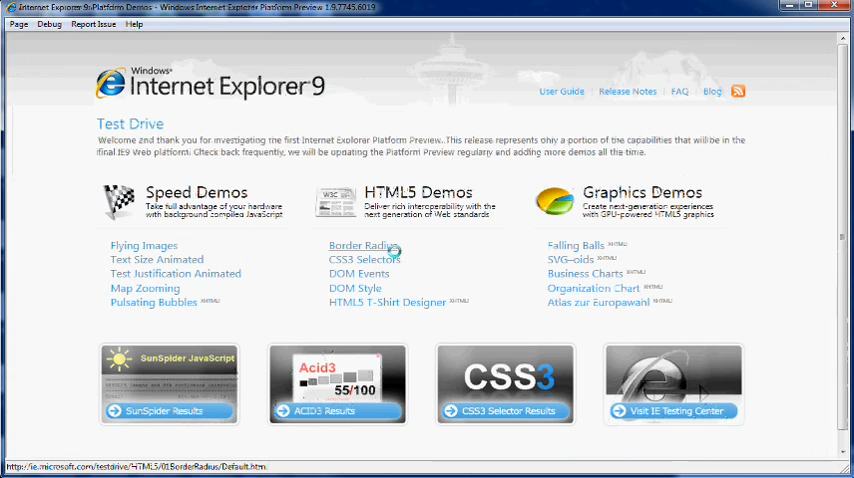 Internet Explorer 9 Platform Demos - Windows Internet Explorer Platform Preview 1.9.7745.6019
Page Debug Report Issue Help
Windows®
Internet Explorer®9
User Guide | Release Notes | FAQ | Blog
Test Drive
Welcome and thank you for investigating the first Internet Explorer Platform Preview. This release represents only a portion of the capabilities that will be in the
final IE9 Web platform. Check back frequently, we will be updating the Platform Preview regularly and adding more demos all the time.
Speed Demos
Take full advantage of your hardware
with background compiled JavaScript
Flying Images
Text Size Animated
Test Justification Animated
Map Zooming
Pulsating Bubbles XHTML
W3C
HTML5 Demos
Deliver rich interoperability with the
next generation of Web standards
Border Radius
CSS3 Selectors
DOM Events
DOM Style
HTML5 T-Shirt Designer XHTML
Graphics Demos
Create next-generation experiences
with GPU-powered HTML5 graphics
Falling Balls XHTML
SVG-oids XHTML
Business Charts XHTML
Organization Chart XHTML
Atlas zur Europawahl XHTML
SunSpider JavaScript
SunSpider Results
Acid3
55/100
ACID3 Results
CSS3
CSS3 Selector Results
Visit IE Testing Center
http://ie.microsoft.com/testdrive/HTML5/01BorderRadius/Default.html